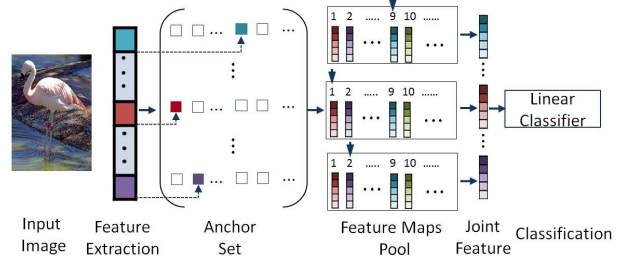 1 2 ..... 9 10 .....
1 2 ..... 9 10 .....
Linear
Classifier
1 2 ..... 9 10 .....
Input
Image
Feature
Extraction
Anchor
Set
Feature Maps
Pool
Joint
Feature
Classification